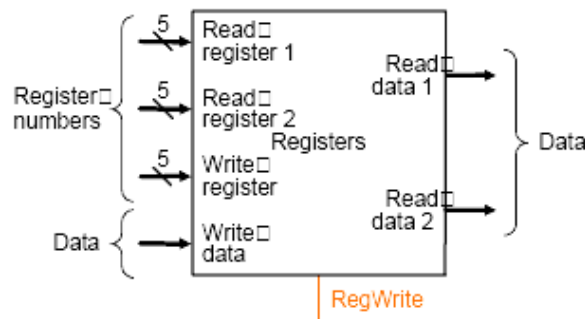 5
Read□
register 1
Register□
numbers
5
Read□
register 2
5
Write□
register
Data
Write□
data
Registers
Read□
data 1
Read□
data 2
Data
RegWrite